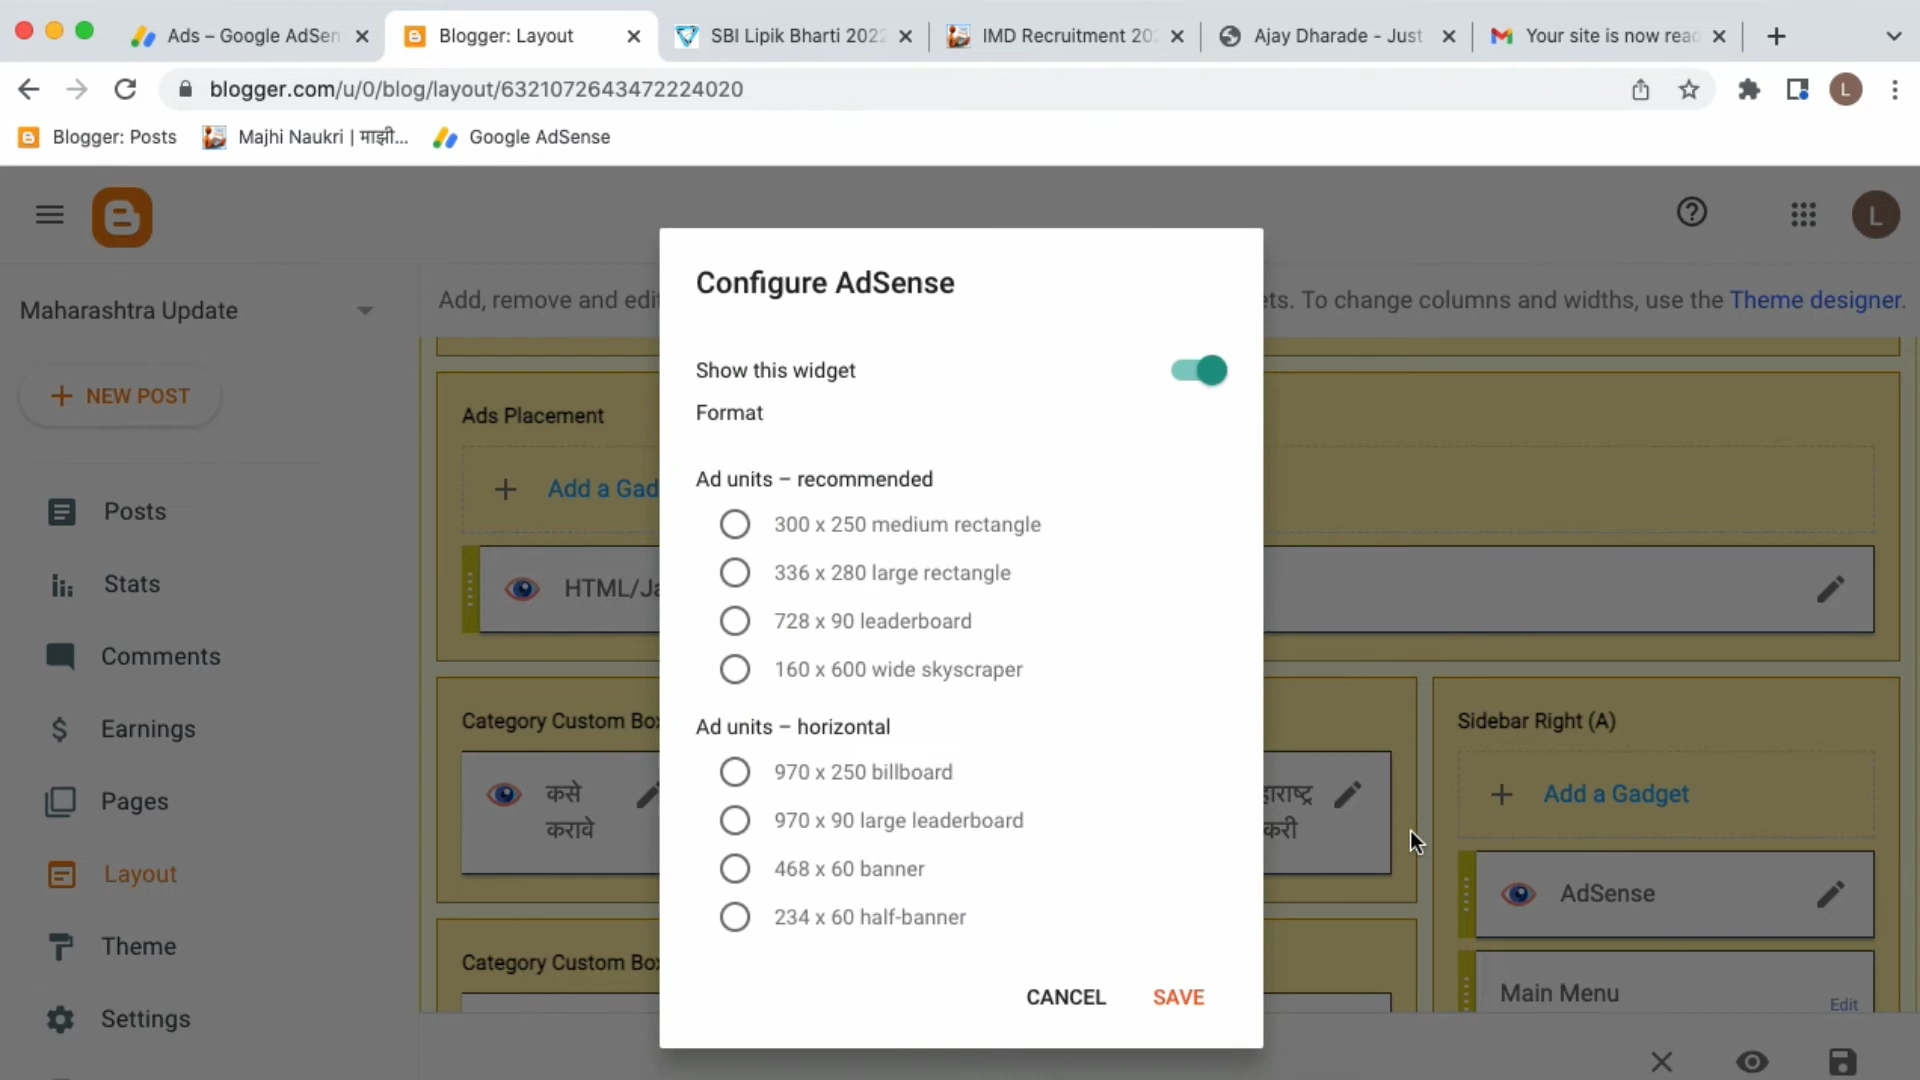 Ads – Google AdSen
Blogger: Layout
SBI Lipik Bharti 2022
IMD Recruitment 20
Ajay Dharade - Just
Your site is now rea
blogger.com/u/0/blog/layout/6321072643472224020
L
Blogger: Posts
Majhi Naukri | माझी...
Google AdSense
L
Maharashtra Update
Add, remove and edi
ets. To change columns and widths, use the Theme designer.
NEW POST
Posts
Stats
Comments
Earnings
Pages
Layout
Theme
Settings
Ads Placement
Add a Gad
HTML/Ja
Category Custom Box
कसे
करावे
हाराष्ट्र
करी
Category Custom Box
Sidebar Right (A)
Add a Gadget
AdSense
Main Menu
Edit
Configure AdSense
Show this widget
Format
Ad units – recommended
300 x 250 medium rectangle
336 x 280 large rectangle
728 x 90 leaderboard
160 x 600 wide skyscraper
Ad units – horizontal
970 x 250 billboard
970 x 90 large leaderboard
468 x 60 banner
234 x 60 half-banner
CANCEL
SAVE